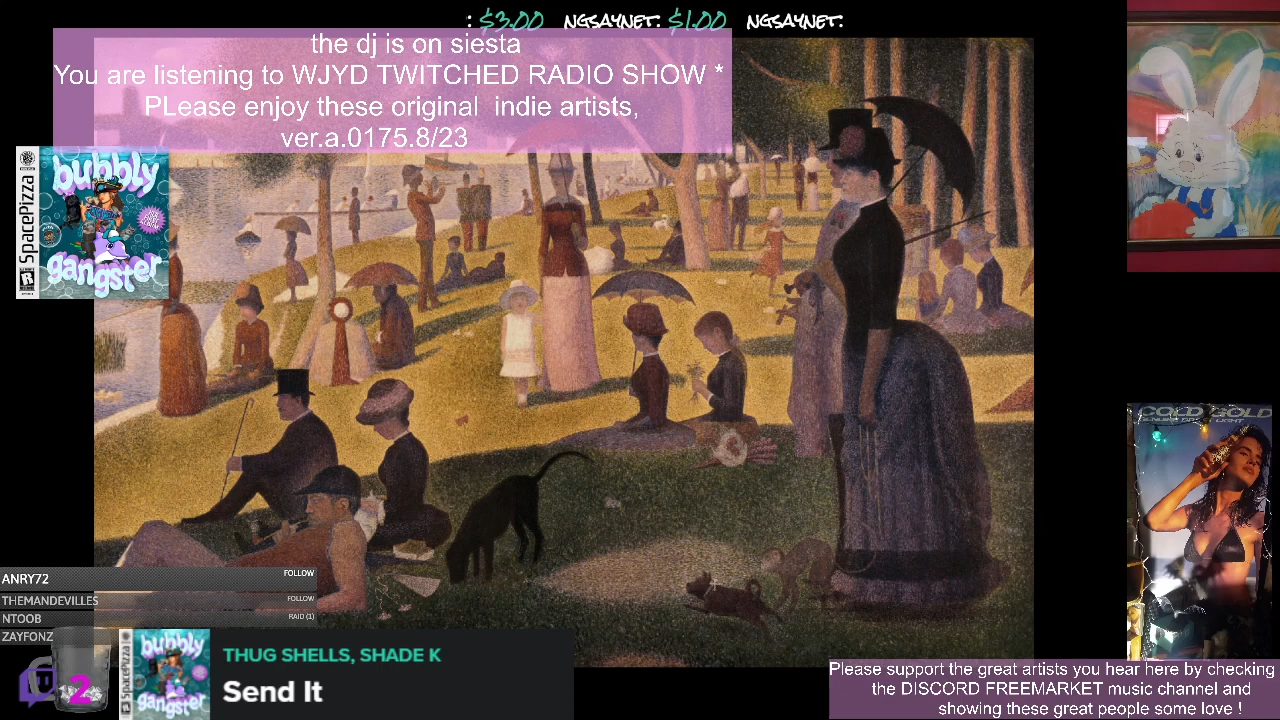 : $3.00 NGSAYNET: $1.00 NGSAYNET:
the dj is on siesta
You are listening to WJYD TWITCHED RADIO SHOW *
PLease enjoy these original indie artists,
ver.a.0175.8/23
SpacePizza
bubbly
gangster
COLD GOLD
ANRY72 FOLLOW
THEMANDEVILLES FOLLOW
NTOOB RAID (1)
ZAYFONZ
2
SpacePizza
bubbly
gangster
THUG SHELLS, SHADE K
Send It
Please support the great artists you hear here by checking
the DISCORD FREEMARKET music channel and
showing these great people some love !